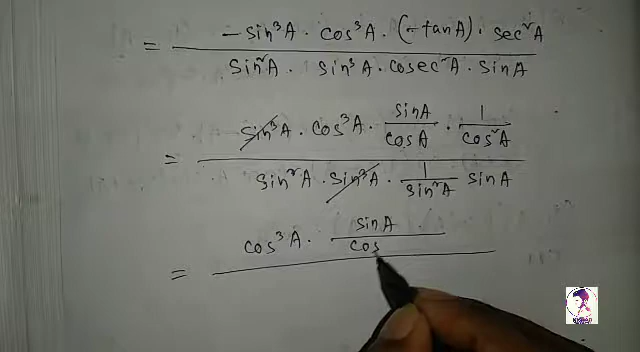 = -sin³A · cos³A · (-tanA) · sec²A
sin²A · sin³A · cosec²A · sinA
= sin³A · cos³A · sinA/cosA · 1/cos²A
sin²A · sin³A · 1/sin²A sinA
= cos³A · sinA/cos